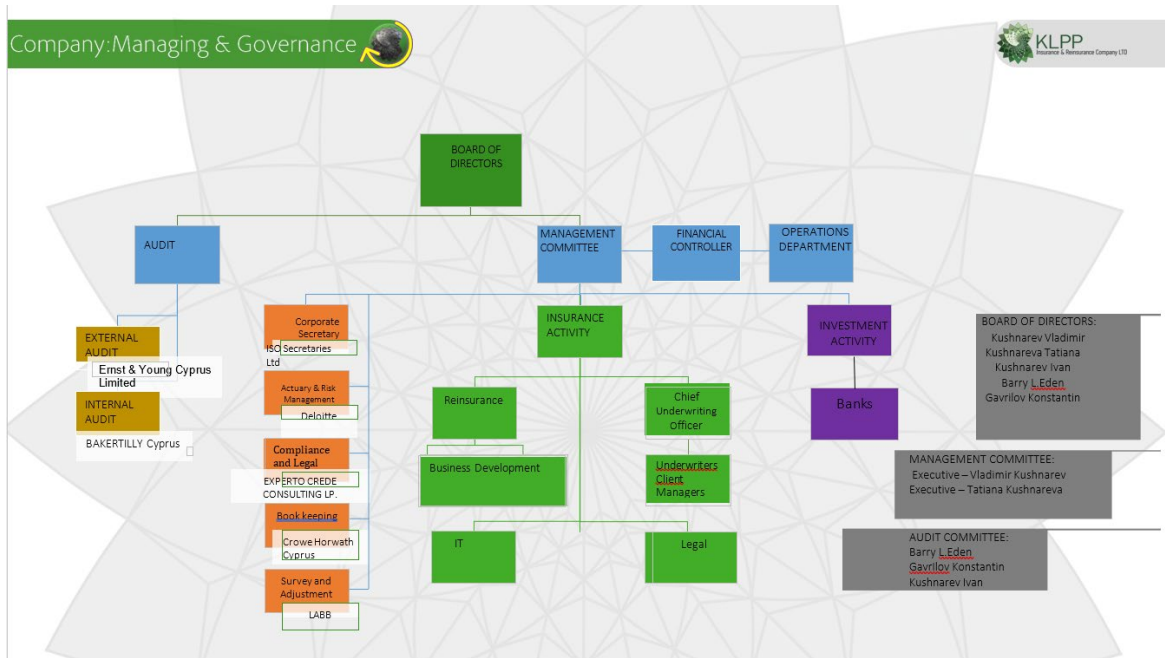 Company:Managing & Governance
KLPP
Insurance & Reinsurance Company LTD
BOARD OF
DIRECTORS
AUDIT
MANAGEMENT
COMMITTEE
FINANCIAL
CONTROLLER
OPERATIONS
DEPARTMENT
EXTERNAL
AUDIT
Ernst & Young Cyprus
Limited
INTERNAL
AUDIT
BAKERTILLY Cyprus
Corporate
Secretary
ISO Secretaries
Ltd
Actuary & Risk
Management
Deloitte
Compliance
and Legal
EXPERTO CREDE
CONSULTING LP.
Book keeping
Crowe Horwath
Cyprus
Survey and
Adjustment
LABB
INSURANCE
ACTIVITY
Reinsurance
Business Development
IT
Chief
Underwriting
Officer
Underwriters
Client
Managers
Legal
INVESTMENT
ACTIVITY
Banks
BOARD OF DIRECTORS:
Kushnarev Vladimir
Kushnareva Tatiana
Kushnarev Ivan
Barry L.Eden
Gavrilov Konstantin
MANAGEMENT COMMITTEE:
Executive – Vladimir Kushnarev
Executive – Tatiana Kushnareva
AUDIT COMMITTEE:
Barry L.Eden
Gavrilov Konstantin
Kushnarev Ivan